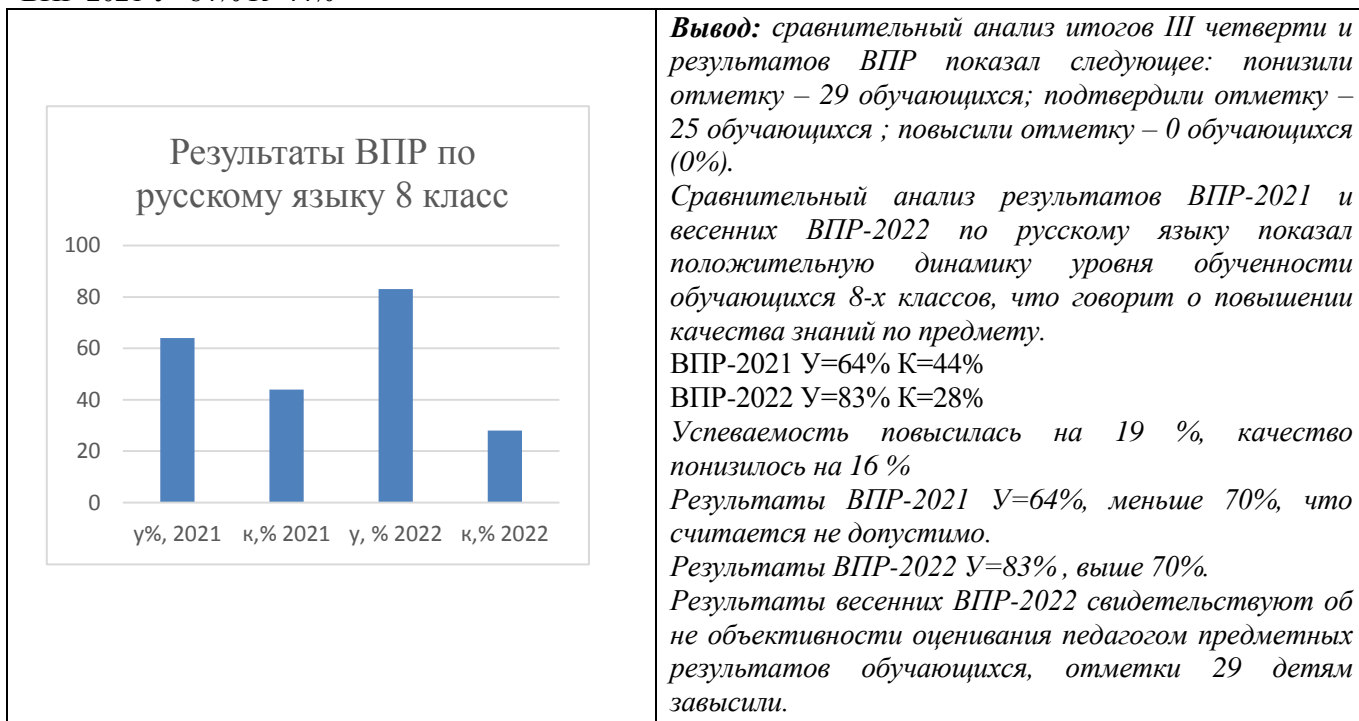 Результаты ВПР по
русскому языку 8 класс
100
80
60
40
20
0
у%, 2021 к,% 2021 у, % 2022 к,% 2022
Вывод: сравнительный анализ итогов III четверти и
результатов ВПР показал следующее: понизили
отметку – 29 обучающихся; подтвердили отметку –
25 обучающихся ; повысили отметку – 0 обучающихся
(0%).
Сравнительный анализ результатов ВПР-2021 и
весенних ВПР-2022 по русскому языку показал
положительную динамику уровня обученности
обучающихся 8-х классов, что говорит о повышении
качества знаний по предмету.
ВПР-2021 У=64% К=44%
ВПР-2022 У=83% К=28%
Успеваемость повысилась на 19 %, качество
понизилось на 16 %
Результаты ВПР-2021 У=64%, меньше 70%, что
считается не допустимо.
Результаты ВПР-2022 У=83% , выше 70%.
Результаты весенних ВПР-2022 свидетельствуют об
не объективности оценивания педагогом предметных
результатов обучающихся, отметки 29 детям
завысили.